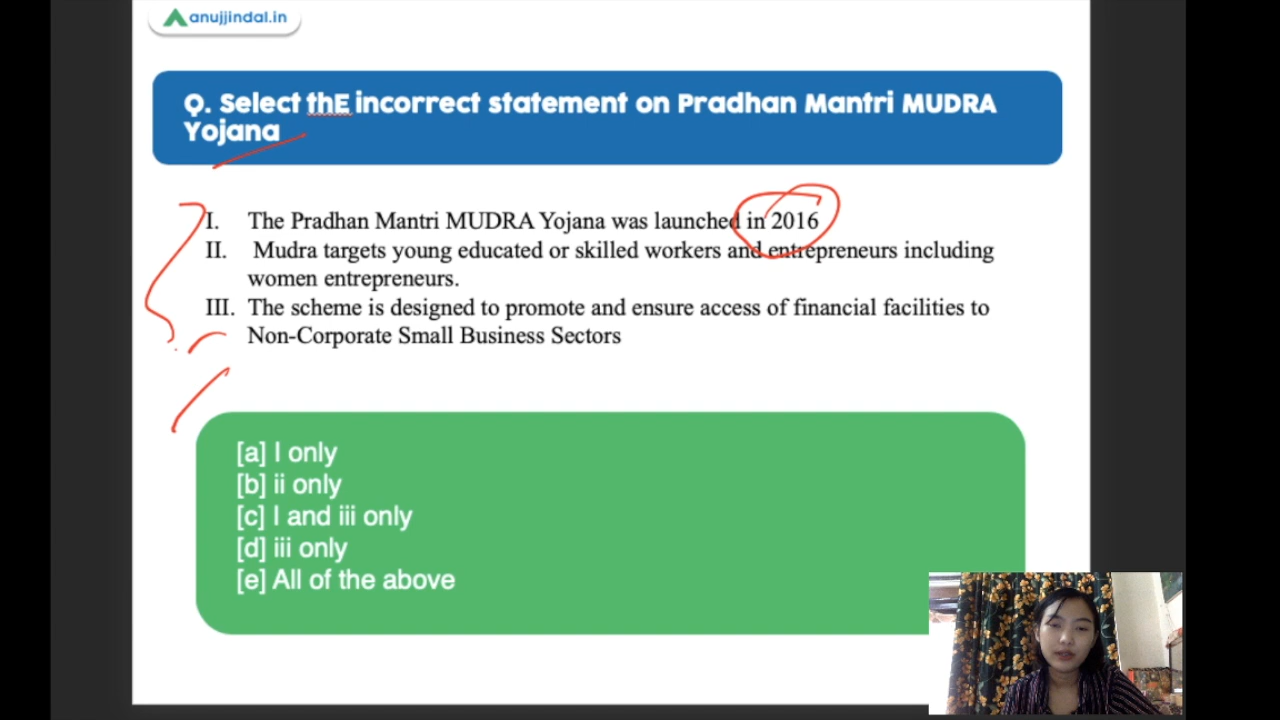 anujjindal.in
Q. Select thE incorrect statement on Pradhan Mantri MUDRA
Yojana
I. The Pradhan Mantri MUDRA Yojana was launched in 2016
II. Mudra targets young educated or skilled workers and entrepreneurs including
women entrepreneurs.
III. The scheme is designed to promote and ensure access of financial facilities to
Non-Corporate Small Business Sectors
[a] I only
[b] ii only
[c] I and iii only
[d] iii only
[e] All of the above